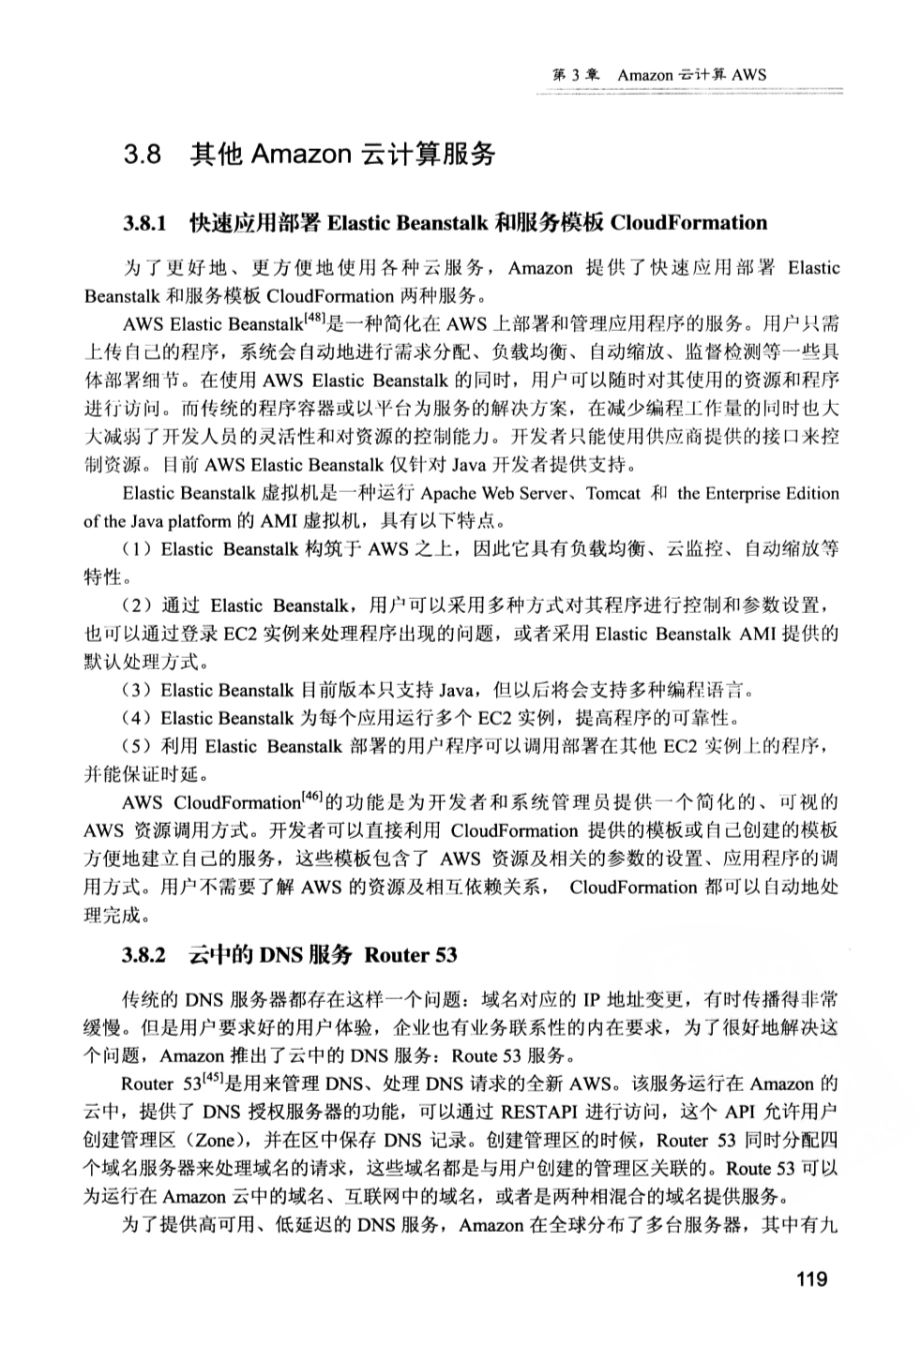 第 3 章 Amazon 云计算 AWS
3.8 其他 Amazon 云计算服务
3.8.1 快速应用部署 Elastic Beanstalk 和服务模板 CloudFormation
为了更好地、更方便地使用各种云服务，Amazon 提供了快速应用部署 Elastic
Beanstalk 和服务模板 CloudFormation 两种服务。
AWS Elastic Beanstalk[48]是一种简化在 AWS 上部署和管理应用程序的服务。用户只需
上传自己的程序，系统会自动地进行需求分配、负载均衡、自动缩放、监督检测等一些具
体部署细节。在使用 AWS Elastic Beanstalk 的同时，用户可以随时对其使用的资源和程序
进行访问。而传统的程序容器或以平台为服务的解决方案，在减少编程工作量的同时也大
大减弱了开发人员的灵活性和对资源的控制能力。开发者只能使用供应商提供的接口来控
制资源。目前 AWS Elastic Beanstalk 仅针对 Java 开发者提供支持。
Elastic Beanstalk 虚拟机是一种运行 Apache Web Server、Tomcat 和 the Enterprise Edition
of the Java platform 的 AMI 虚拟机，具有以下特点。
（1）Elastic Beanstalk 构筑于 AWS 之上，因此它具有负载均衡、云监控、自动缩放等
特性。
（2）通过 Elastic Beanstalk，用户可以采用多种方式对其程序进行控制和参数设置，
也可以通过登录 EC2 实例来处理程序出现的问题，或者采用 Elastic Beanstalk AMI 提供的
默认处理方式。
（3）Elastic Beanstalk 目前版本只支持 Java，但以后将会支持多种编程语言。
（4）Elastic Beanstalk 为每个应用运行多个 EC2 实例，提高程序的可靠性。
（5）利用 Elastic Beanstalk 部署的用户程序可以调用部署在其他 EC2 实例上的程序，
并能保证时延。
AWS CloudFormation[46]的功能是为开发者和系统管理员提供一个简化的、可视的
AWS 资源调用方式。开发者可以直接利用 CloudFormation 提供的模板或自己创建的模板
方便地建立自己的服务，这些模板包含了 AWS 资源及相关的参数的设置、应用程序的调
用方式。用户不需要了解 AWS 的资源及相互依赖关系， CloudFormation 都可以自动地处
理完成。
3.8.2 云中的 DNS 服务 Router 53
传统的 DNS 服务器都存在这样一个问题：域名对应的 IP 地址变更，有时传播得非常
缓慢。但是用户要求好的用户体验，企业也有业务联系性的内在要求，为了很好地解决这
个问题，Amazon 推出了云中的 DNS 服务：Route 53 服务。
Router 53[45]是用来管理 DNS、处理 DNS 请求的全新 AWS。该服务运行在 Amazon 的
云中，提供了 DNS 授权服务器的功能，可以通过 RESTAPI 进行访问，这个 API 允许用户
创建管理区（Zone），并在区中保存 DNS 记录。创建管理区的时候，Router 53 同时分配四
个域名服务器来处理域名的请求，这些域名都是与用户创建的管理区关联的。Route 53 可以
为运行在 Amazon 云中的域名、互联网中的域名，或者是两种相混合的域名提供服务。
为了提供高可用、低延迟的 DNS 服务，Amazon 在全球分布了多台服务器，其中有九
119